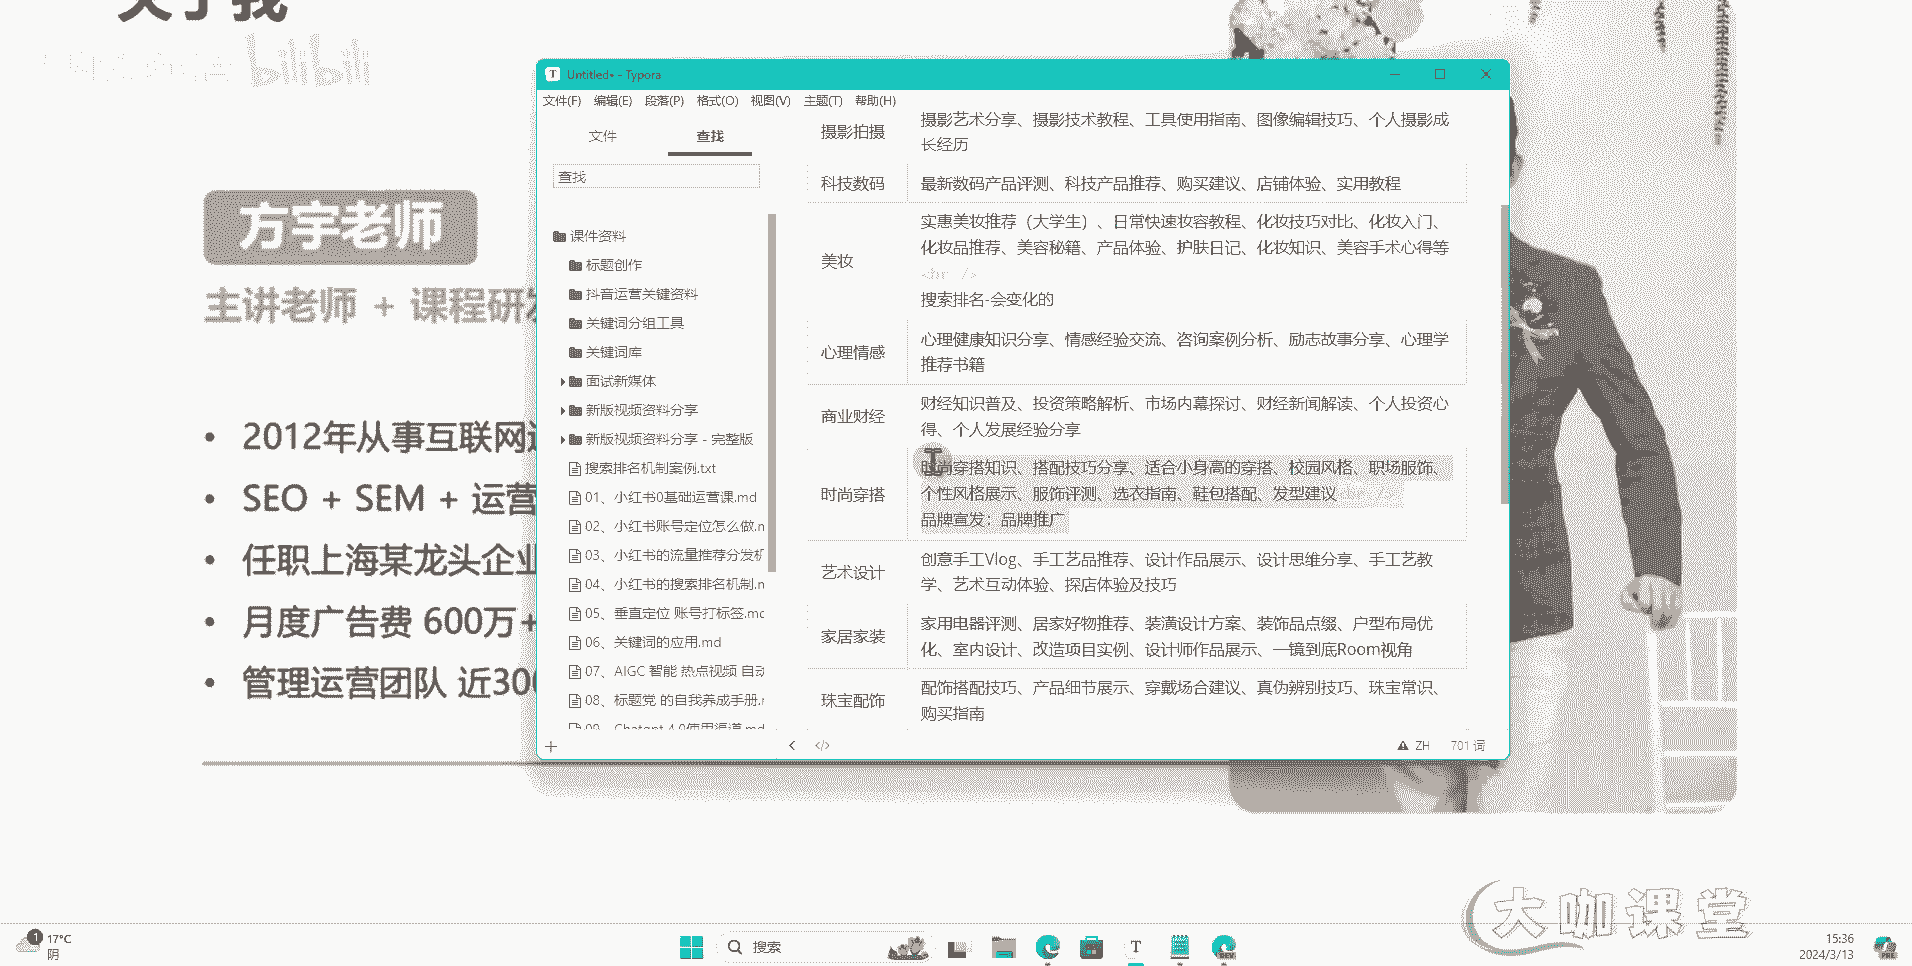 关于我
bilibili
方宇老师
主讲老师 + 课程研发
• 2012年从事互联网
• SEO + SEM + 运营
• 任职上海某龙头企业
• 月度广告费 600万+
• 管理运营团队 近30
Untitled• - Typora
文件(F) 编辑(E) 段落(P) 格式(O) 视图(V) 主题(T) 帮助(H)
文件 查找
查找
课件资料
标题创作
抖音运营关键资料
关键词分组工具
关键词库
面试新媒体
新版视频资料分享
新版视频资料分享 - 完整版
搜索排名机制案例.txt
01、小红书0基础运营课.md
02、小红书账号定位怎么做.m
03、小红书的流量推荐分发机
04、小红书的搜索排名机制.m
05、垂直定位 账号打标签.md
06、关键词的应用.md
07、AIGC 智能 热点视频 自动
08、标题党 的自我养成手册.m
09、Chatgpt 4.0使用渠道.md
摄影拍摄
摄影艺术分享、摄影技术教程、工具使用指南、图像编辑技巧、个人摄影成
长经历
科技数码
最新数码产品评测、科技产品推荐、购买建议、店铺体验、实用教程
美妆
实惠美妆推荐（大学生）、日常快速妆容教程、化妆技巧对比、化妆入门、
化妆品推荐、美容秘籍、产品体验、护肤日记、化妆知识、美容手术心得等
<br />
搜索排名-会变化的
心理情感
心理健康知识分享、情感经验交流、咨询案例分析、励志故事分享、心理学
推荐书籍
商业财经
财经知识普及、投资策略解析、市场内幕探讨、财经新闻解读、个人投资心
得、个人发展经验分享
时尚穿搭
时尚穿搭知识、搭配技巧分享、适合小身高的穿搭、校园风格、职场服饰、
个性风格展示、服饰评测、选衣指南、鞋包搭配、发型建议<br />
品牌宣发：品牌推广
艺术设计
创意手工Vlog、手工艺品推荐、设计作品展示、设计思维分享、手工艺教
学、艺术互动体验、探店体验及技巧
家居家装
家用电器评测、居家好物推荐、装潢设计方案、装饰品点缀、户型布局优
化、室内设计、改造项目实例、设计师作品展示、一镜到底Room视角
珠宝配饰
配饰搭配技巧、产品细节展示、穿戴场合建议、真伪辨别技巧、珠宝常识、
购买指南
</> ZH 701 词
大咖课堂
1 17°C
阴
搜索
T
DEV
15:36
2024/3/13
PRE